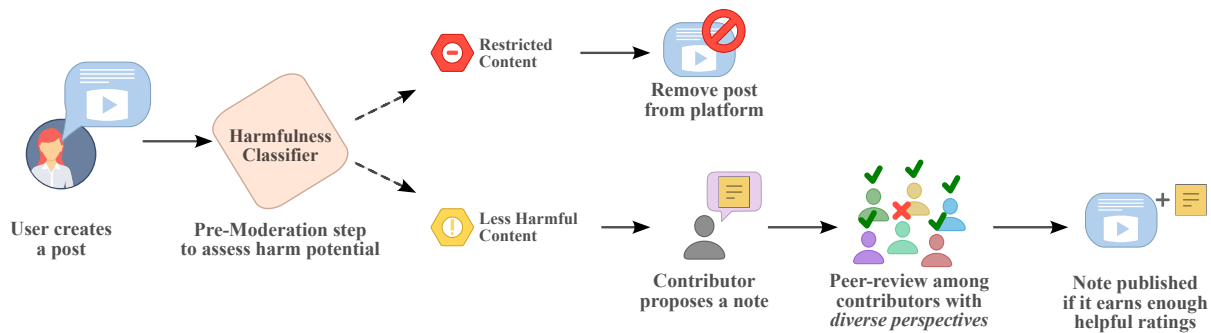 User creates
a post
Harmfulness
Classifier
Pre-Moderation step
to assess harm potential
Restricted
Content
Remove post
from platform
Less Harmful
Content
Contributor
proposes a note
Peer-review among
contributors with
diverse perspectives
Note published
if it earns enough
helpful ratings